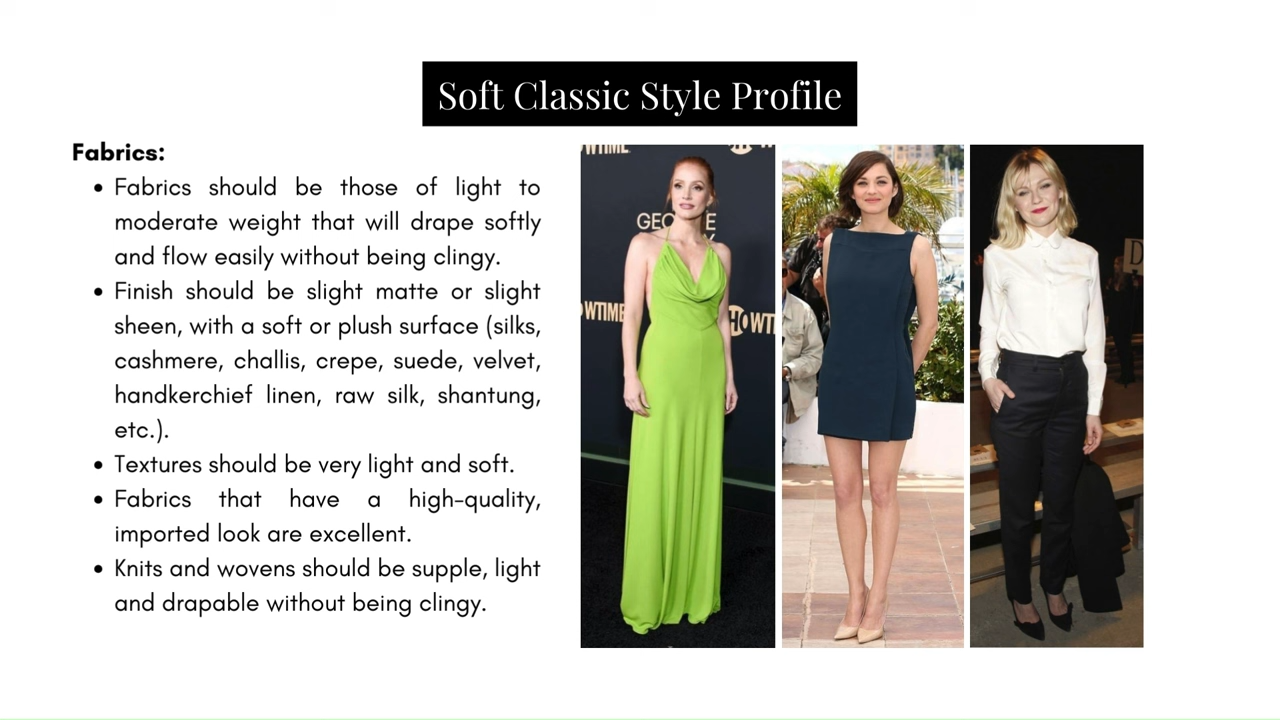 Soft Classic Style Profile
Fabrics:
• Fabrics should be those of light to
moderate weight that will drape softly
and flow easily without being clingy.
• Finish should be slight matte or slight
sheen, with a soft or plush surface (silks,
cashmere, challis, crepe, suede, velvet,
handkerchief linen, raw silk, shantung,
etc.).
• Textures should be very light and soft.
• Fabrics that have a high-quality,
imported look are excellent.
• Knits and wovens should be supple, light
and drapable without being clingy.
WTIME
GEO
E
Y
OWTIME
SHOWT
D